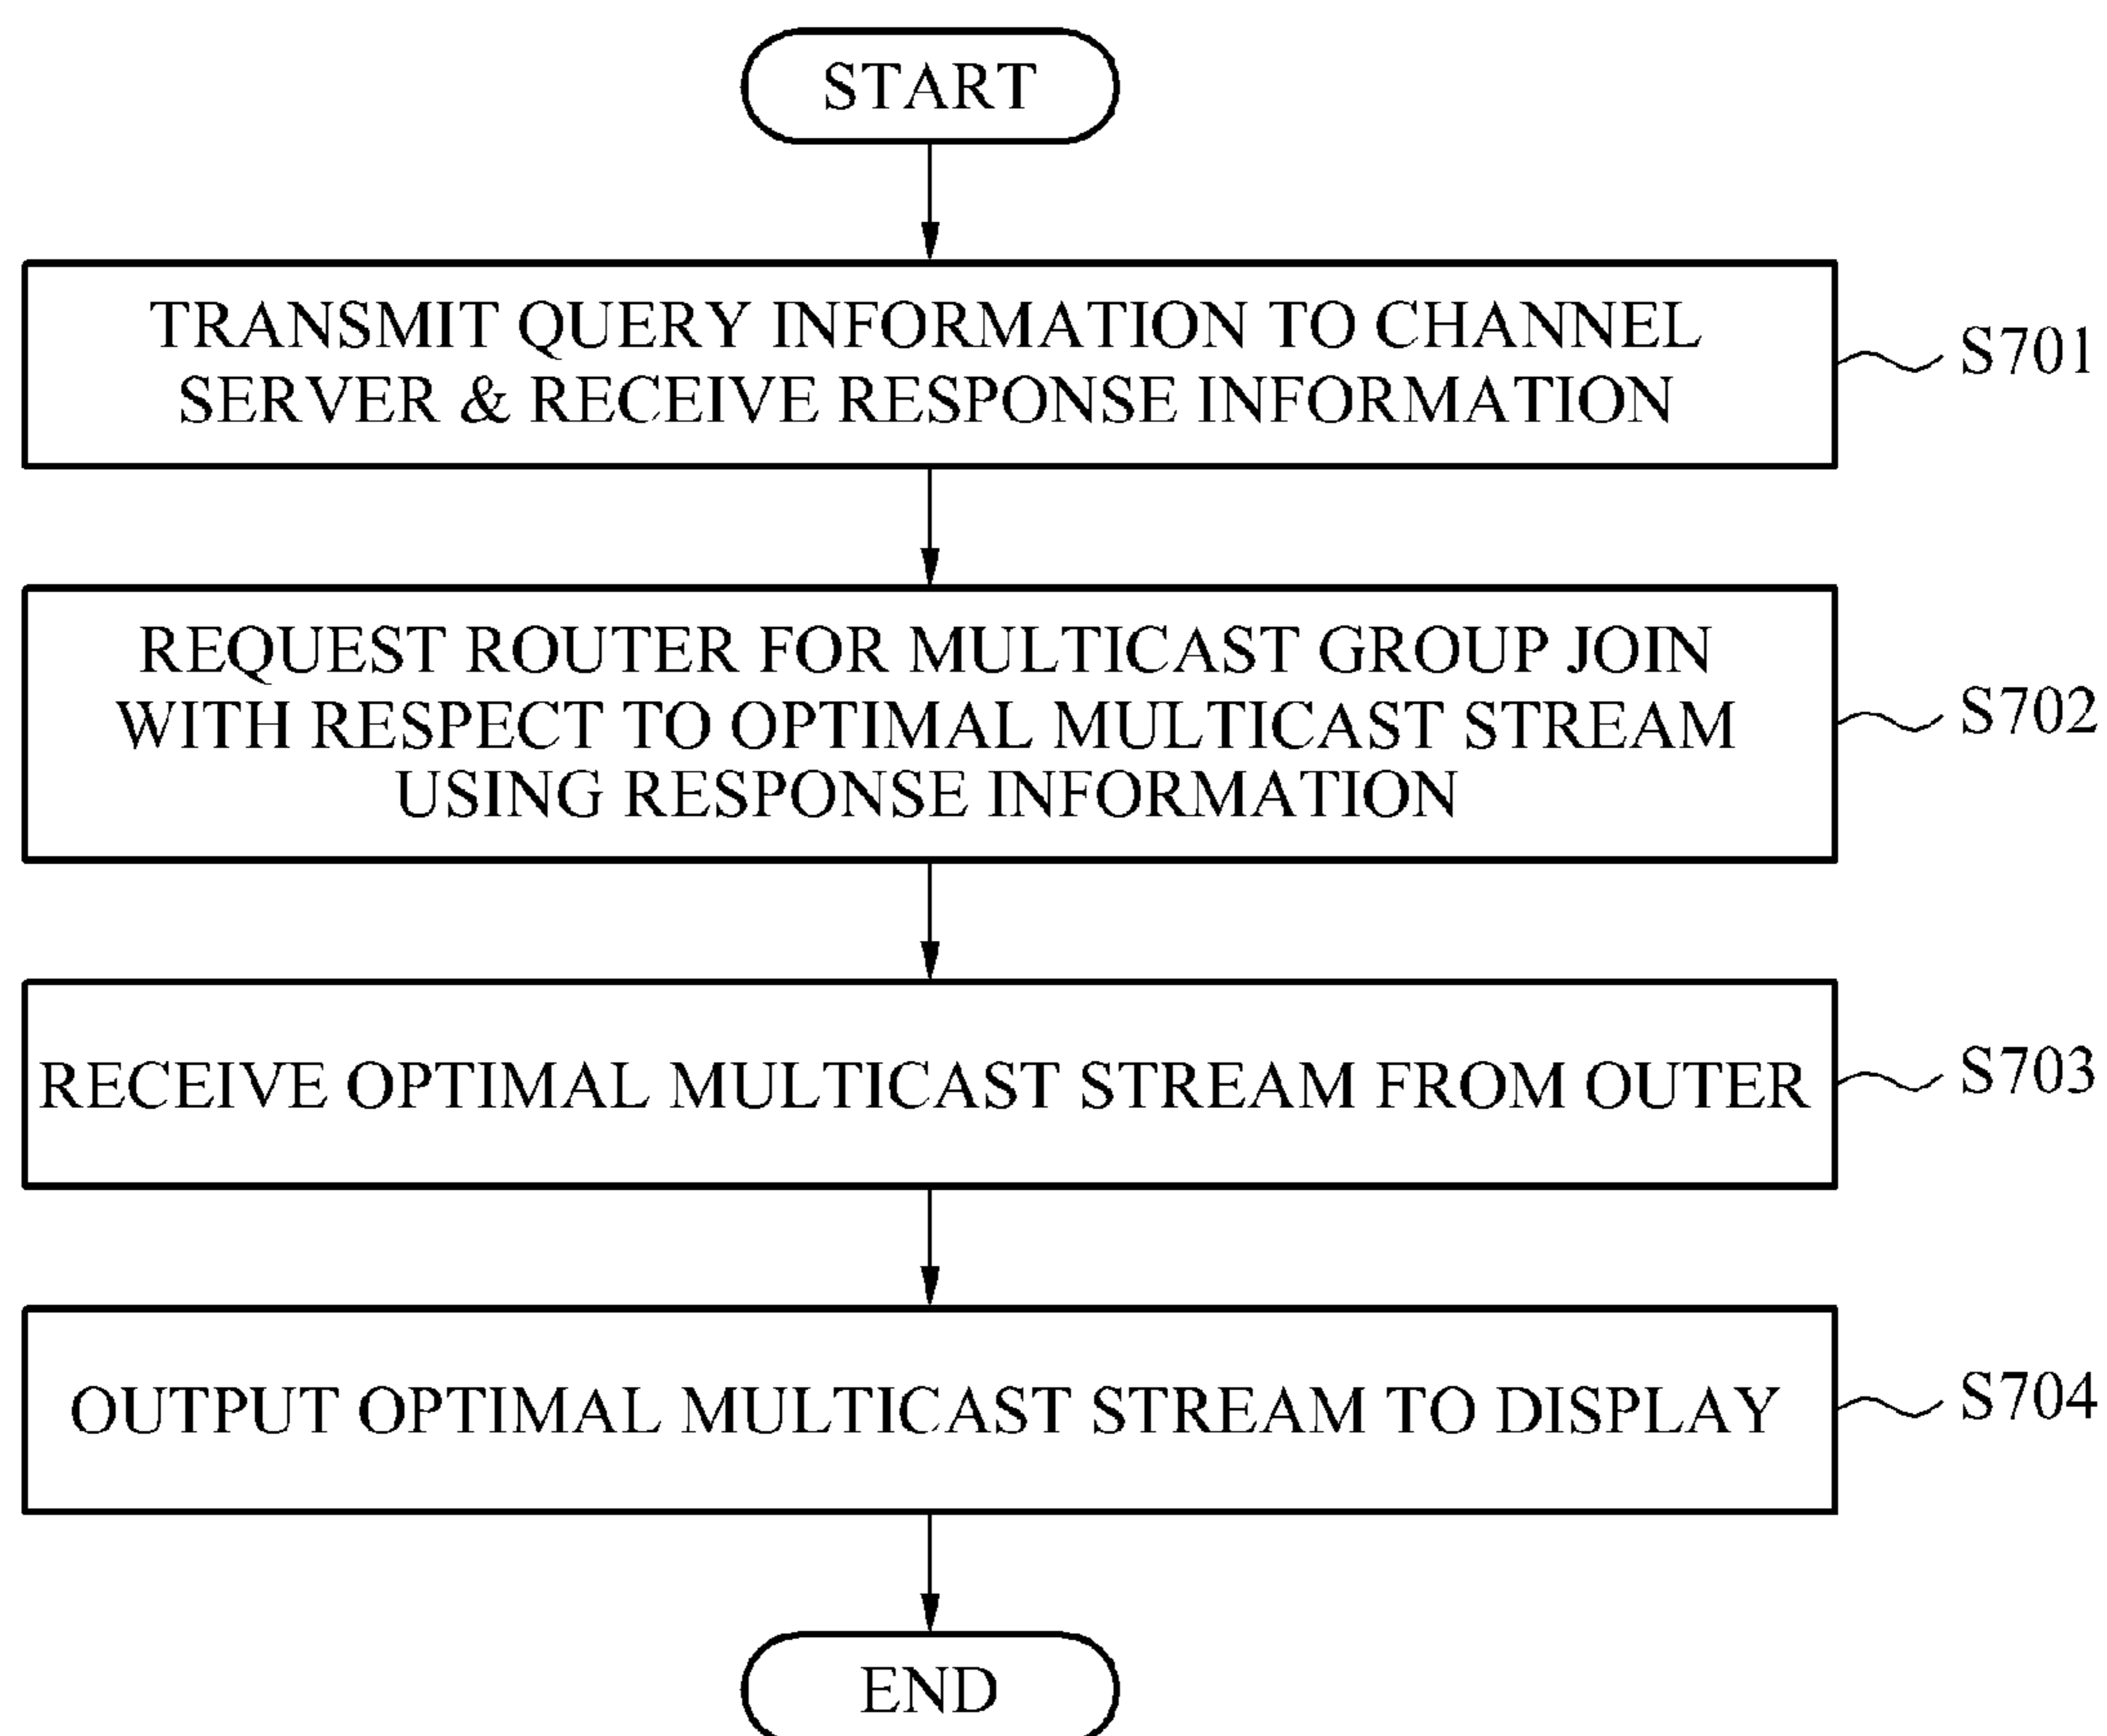 START
TRANSMIT QUERY INFORMATION TO CHANNEL
SERVER & RECEIVE RESPONSE INFORMATION
S701
REQUEST ROUTER FOR MULTICAST GROUP JOIN
WITH RESPECT TO OPTIMAL MULTICAST STREAM
USING RESPONSE INFORMATION
S702
RECEIVE OPTIMAL MULTICAST STREAM FROM OUTER
S703
OUTPUT OPTIMAL MULTICAST STREAM TO DISPLAY
S704
END